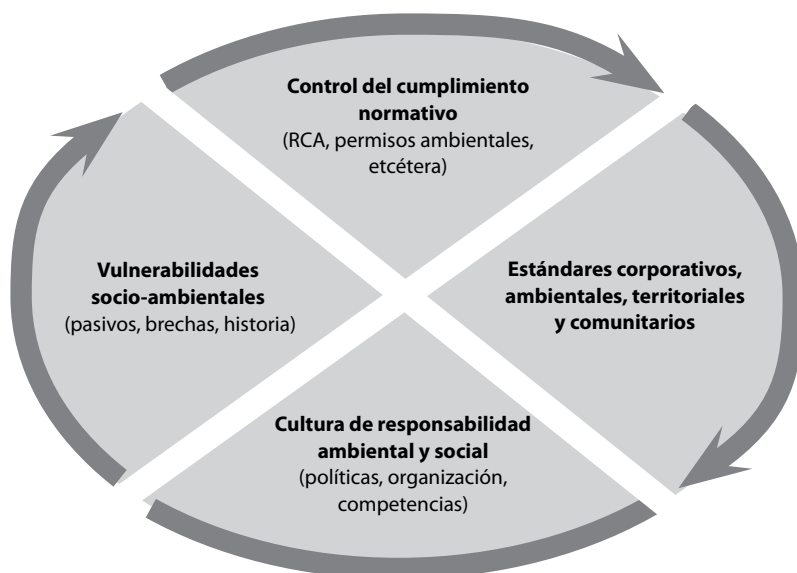 Control del cumplimiento
normativo
(RCA, permisos ambientales,
etcétera)
Vulnerabilidades
socio-ambientales
(pasivos, brechas, historia)
Estándares corporativos,
ambientales, territoriales
y comunitarios
Cultura de responsabilidad
ambiental y social
(políticas, organización,
competencias)